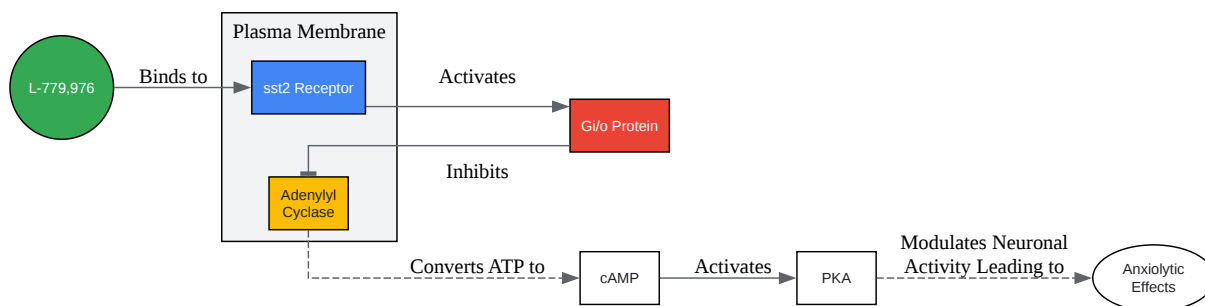 Plasma Membrane
L-779,976
Binds to
sst2 Receptor
Activates
Gi/o Protein
Inhibits
Adenylyl
Cyclase
Converts ATP to
cAMP
Activates
PKA
Modulates Neuronal
Activity Leading to
Anxiolytic
Effects